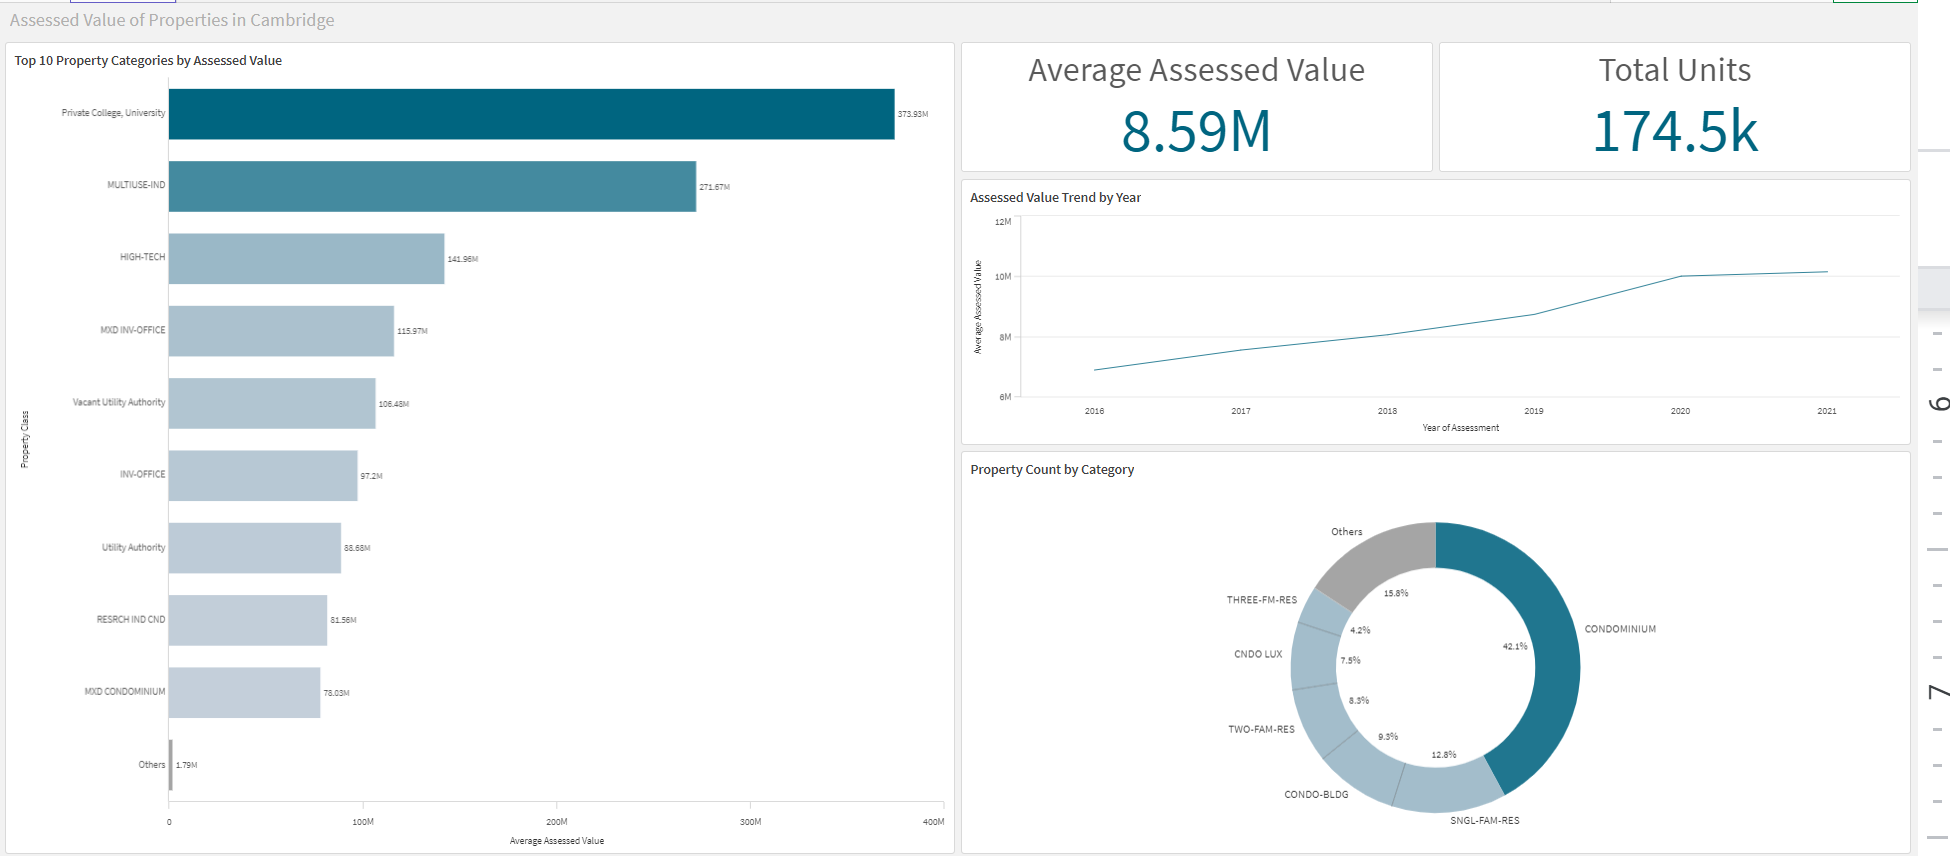 Assessed Value of Properties in Cambridge
Top 10 Property Categories by Assessed Value
Property Class
Private College, University
373.93M
MULTIUSE-IND
271.67M
HIGH-TECH
141.96M
MXD INV-OFFICE
115.97M
Vacant Utility Authority
106.48M
INV-OFFICE
97.2M
Utility Authority
88.68M
RESRCH IND CND
81.56M
MXD CONDOMINIUM
78.03M
Others
1.79M
0
100M
200M
300M
400M
Average Assessed Value
Average Assessed Value
8.59M
Total Units
174.5k
Assessed Value Trend by Year
Average Assessed Value
12M
10M
8M
6M
2016
2017
2018
2019
2020
2021
Year of Assessment
Property Count by Category
Others
15.8%
THREE-FM-RES
4.2%
CNDO LUX
7.5%
TWO-FAM-RES
8.3%
CONDO-BLDG
9.3%
SNGL-FAM-RES
12.8%
CONDOMINIUM
42.1%
6
7